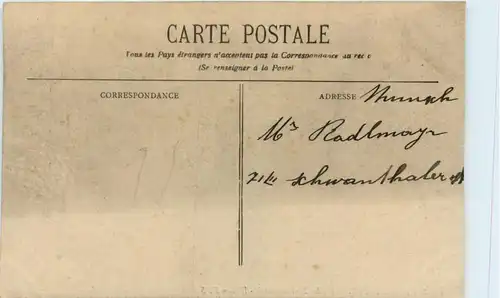 CARTE POSTALE
Tous les Pays étrangers n'acceptent pas la Correspondance au recto
(Se renseigner à la Poste)
CORRESPONDANCE
ADRESSE Munich
Mr Radlmayr
Schwanthaler